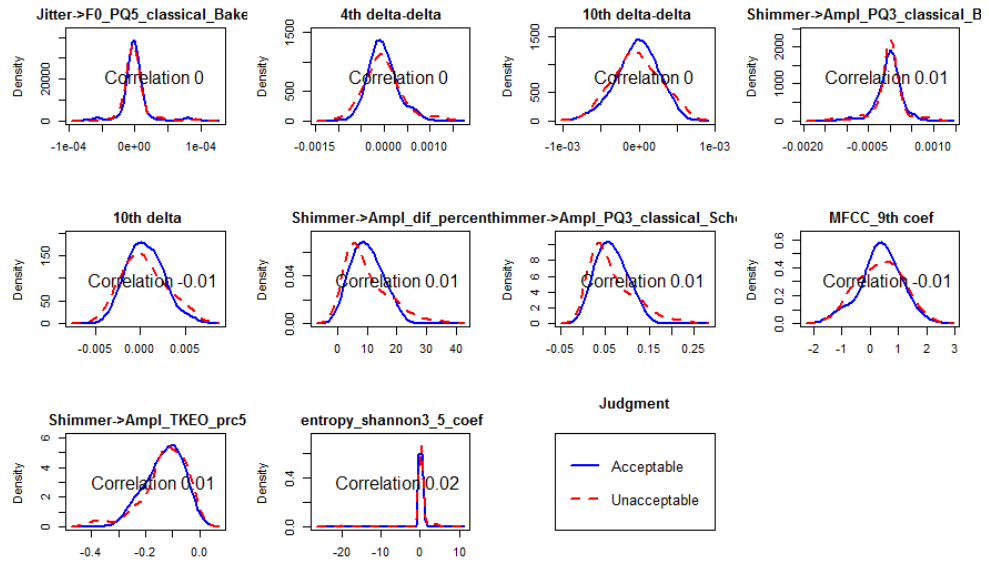 Jitter->F0_PQ5_classical_Bake
4th delta-delta
10th delta-delta
Shimmer->Ampl_PQ3_classical_B
Density
0 20000
Correlation 0
-1e-04 0e+00 1e-04
Density
0 500 1500
Correlation 0
-0.0015 0.0000 0.0010
Density
0 500 1500
Correlation 0
-1e-03 0e+00 1e-03
Density
0 1000 2000
Correlation 0.01
-0.0020 -0.0005 0.0010
10th delta
Shimmer->Ampl_dif_percent
himmer->Ampl_PQ3_classical_Sch
MFCC_9th coef
Density
0 50 150
Correlation -0.01
-0.005 0.000 0.005
Density
0.00 0.04
Correlation 0.01
0 10 20 30 40
Density
0 2 4 6 8
Correlation 0.01
-0.05 0.05 0.15 0.25
Density
0.0 0.2 0.4 0.6
Correlation -0.01
-2 -1 0 1 2 3
Shimmer->Ampl_TKEO_prc5
entropy_shannon3_5_coef
Judgment
Density
0 2 4 6
Correlation 0.01
-0.4 -0.2 0.0
Density
0.0 0.4
Correlation 0.02
-20 -10 0 10
Acceptable
Unacceptable